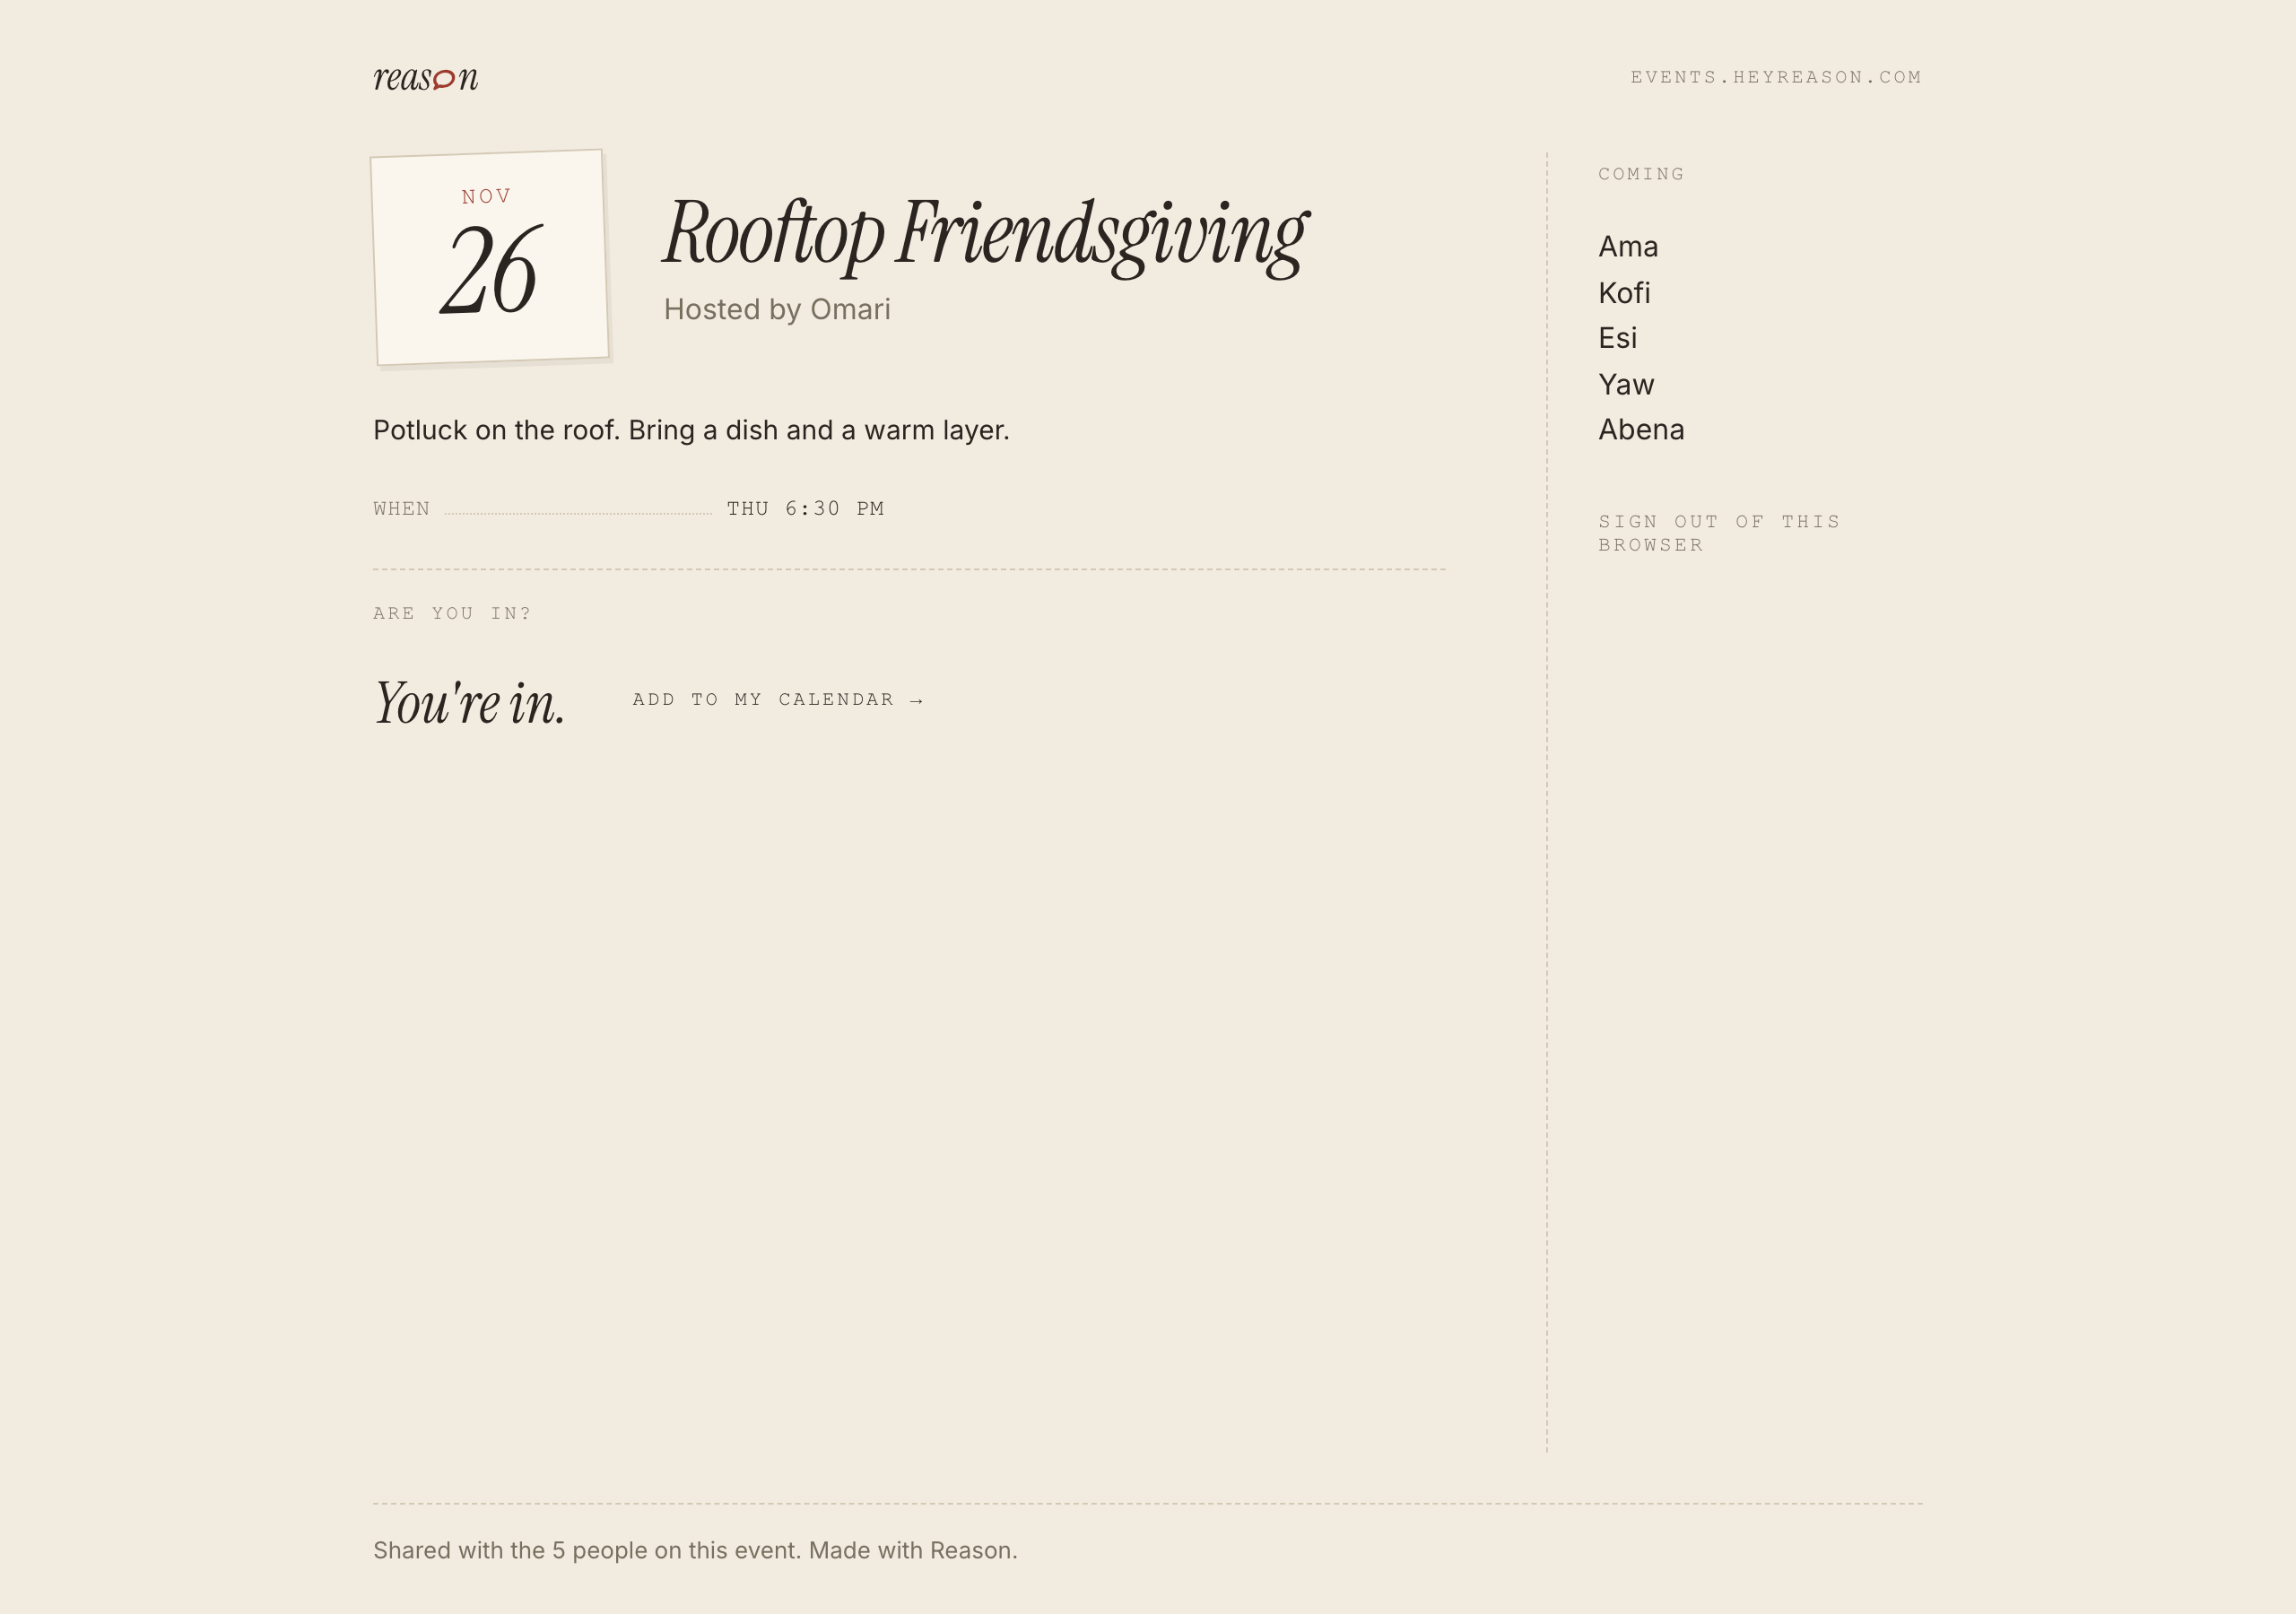 reason
EVENTS.HEYREASON.COM
NOV
26
Rooftop Friendsgiving
Hosted by Omari
Potluck on the roof. Bring a dish and a warm layer.
WHEN THU 6:30 PM
ARE YOU IN?
You're in.
ADD TO MY CALENDAR →
COMING
Ama
Kofi
Esi
Yaw
Abena
SIGN OUT OF THIS
BROWSER
Shared with the 5 people on this event. Made with Reason.